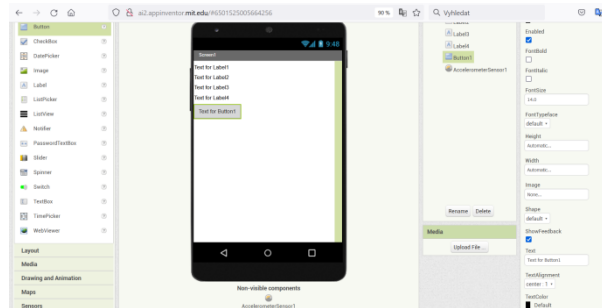 ai2.appinventor.mit.edu/#6501525005664256
90 %
Vyhledat
Button
CheckBox
DatePicker
Image
Label
ListPicker
ListView
Notifier
PasswordTextBox
Slider
Spinner
Switch
TextBox
TimePicker
WebViewer
Layout
Media
Drawing and Animation
Maps
Sensors
9:48
Screen1
Text for Label1
Text for Label2
Text for Label3
Text for Label4
Text for Button1
Non-visible components
AccelerometerSensor1
Label3
Label4
Button1
AccelerometerSensor1
Rename Delete
Media
Upload File ...
Enabled
FontBold
FontItalic
FontSize
14.0
FontTypeface
default
Height
Automatic...
Width
Automatic...
Image
None...
Shape
default
ShowFeedback
Text
Text for Button1
TextAlignment
center : 1
TextColor
Default